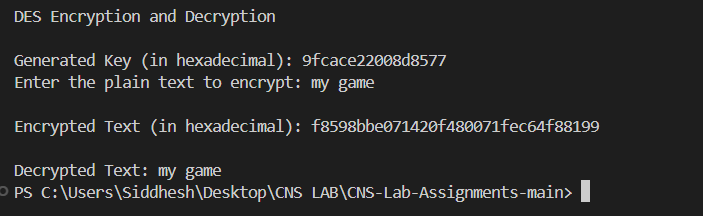 DES Encryption and Decryption
Generated Key (in hexadecimal): 9fcace22008d8577
Enter the plain text to encrypt: my game
Encrypted Text (in hexadecimal): f8598bbe071420f480071fec64f88199
Decrypted Text: my game
PS C:\Users\Siddhesh\Desktop\CNS LAB\CNS-Lab-Assignments-main>